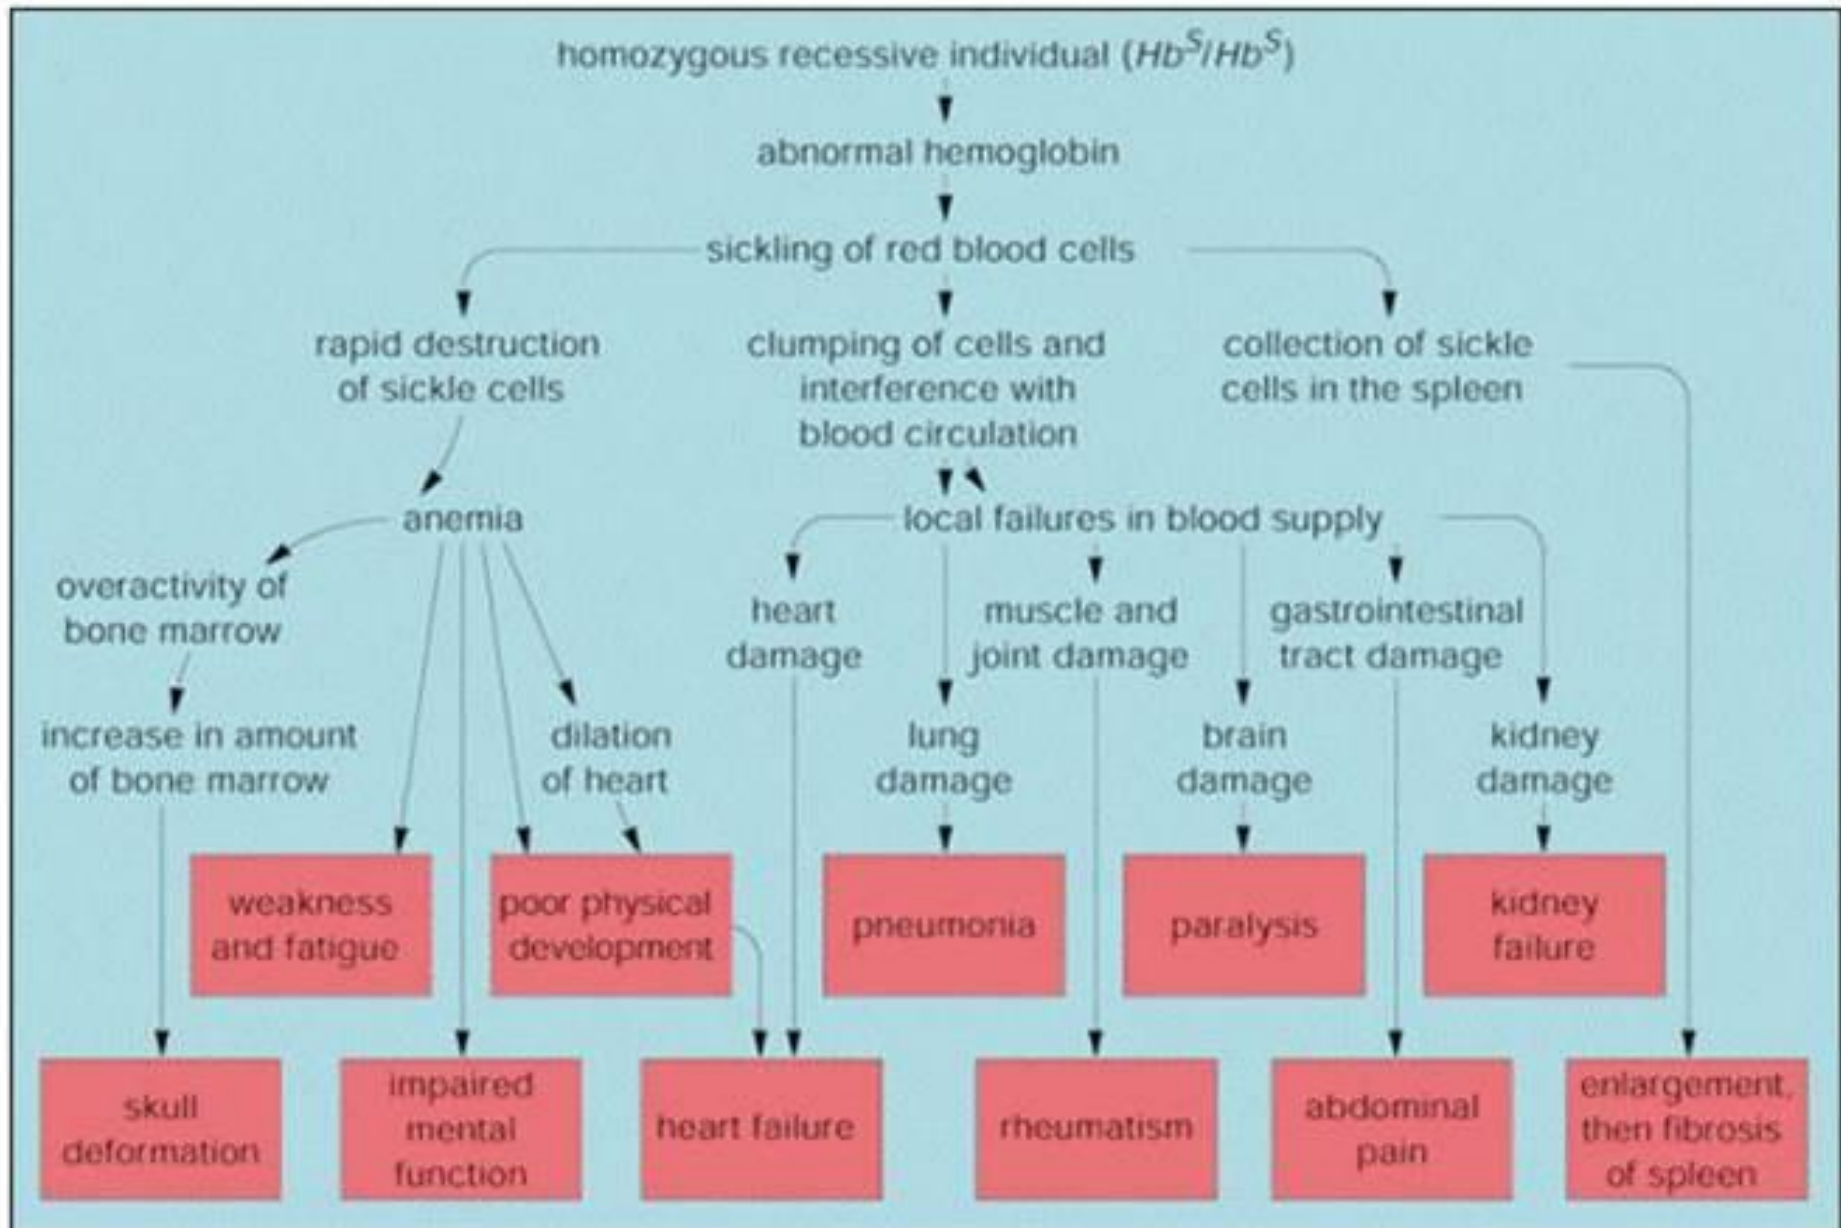 homozygous recessive individual (Hb^S/Hb^S)
abnormal hemoglobin
sickling of red blood cells
rapid destruction
of sickle cells
clumping of cells and
interference with
blood circulation
collection of sickle
cells in the spleen
anemia
local failures in blood supply
overactivity of
bone marrow
heart
damage
muscle and
joint damage
gastrointestinal
tract damage
increase in amount
of bone marrow
dilation
of heart
lung
damage
brain
damage
kidney
damage
weakness
and fatigue
poor physical
development
pneumonia
paralysis
kidney
failure
skull
deformation
impaired
mental
function
heart failure
rheumatism
abdominal
pain
enlargement,
then fibrosis
of spleen